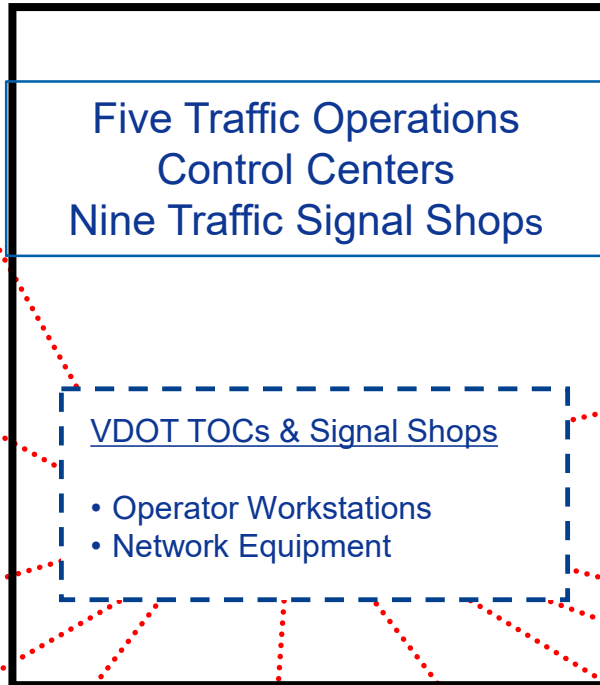 Five Traffic Operations
Control Centers
Nine Traffic Signal Shops
VDOT TOCs & Signal Shops
• Operator Workstations
• Network Equipment